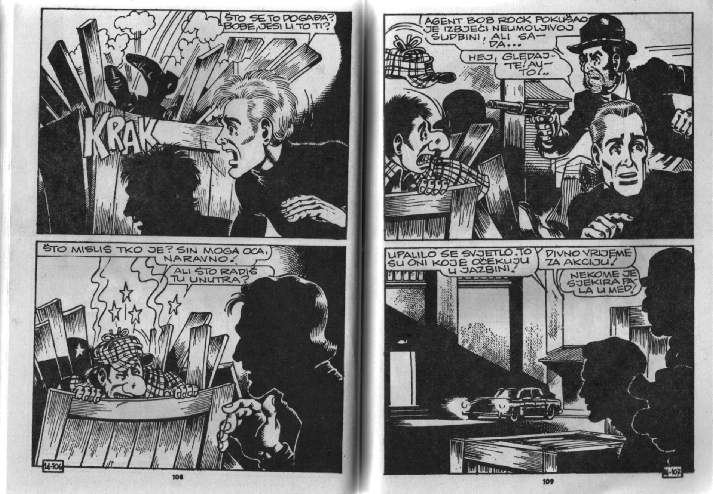 ŠTO SE TO DOGAĐA?
BOBE, JESI LI TO TI?
KRAK
ŠTO MISLIŠ TKO JE? SIN MOGA OCA,
NARAVNO!
ALI ŠTO RADIŠ
TU UNUTRA?
14-106
108
AGENT BOB ROCK POKUŠAO
JE IZBJEĆI NEUMOLJIVOJ
SUDBINI, ALI SA-
DA...
HEJ, GLEDAJ-
TE! AU-
TO!..
UPALILO SE SVJETLO. TO
SU ONI KOJE OČEKUJU
U JAZBINI!
DIVNO VRIJEME
ZA AKCIJU!
NEKOME JE
SJEKIRA PA-
LA U MED!
109